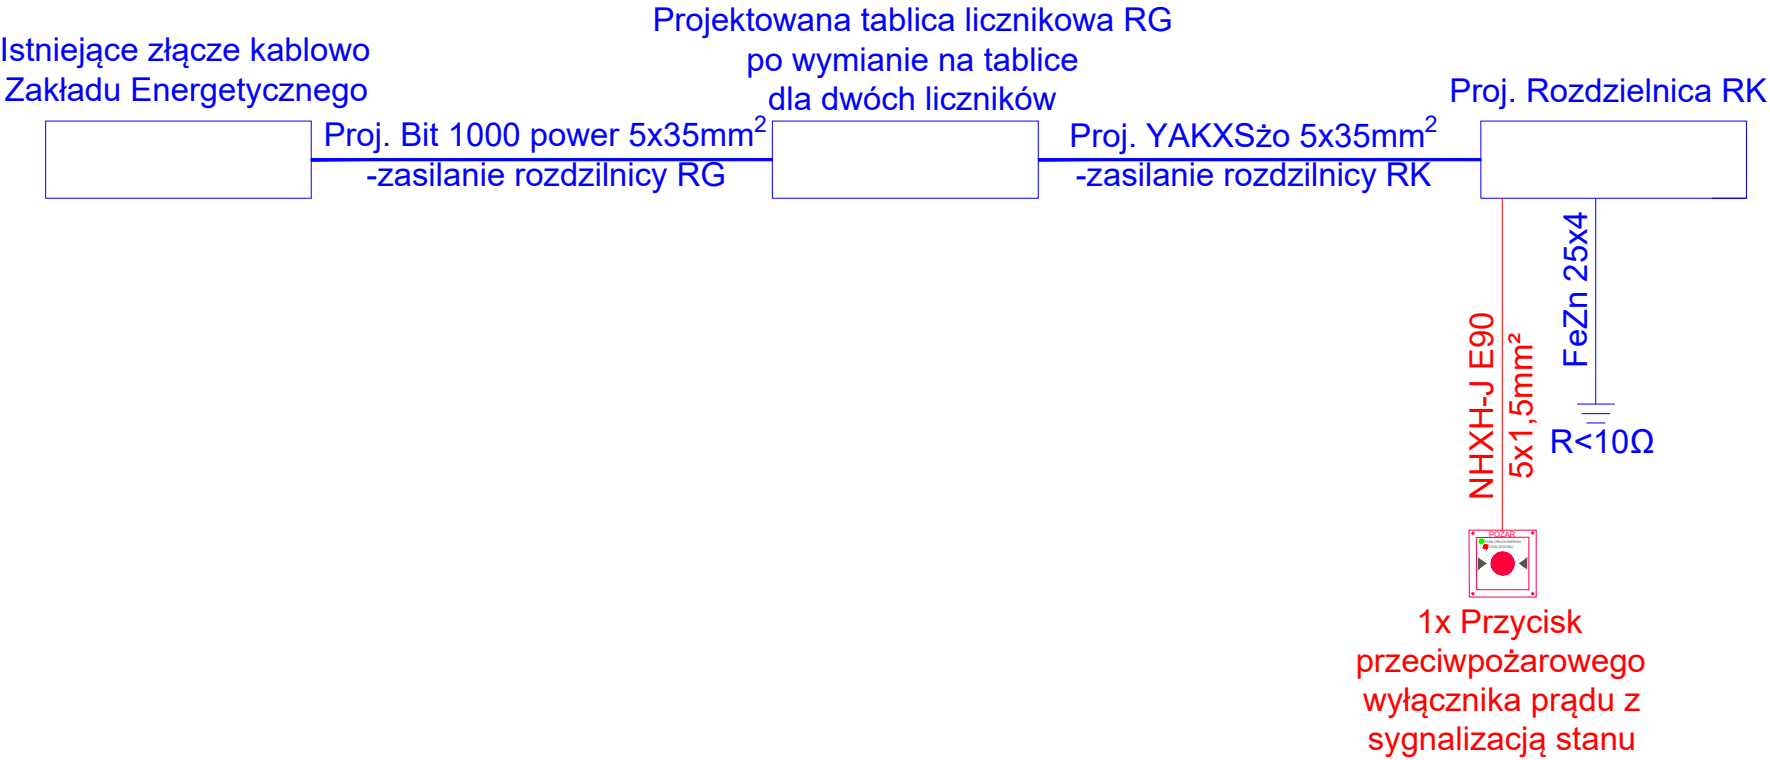 Istniejące złącze kablowo
Zakładu Energetycznego
Projektowana tablica licznikowa RG
po wymianie na tablice
dla dwóch liczników
Proj. Rozdzielnica RK
Proj. Bit 1000 power 5x35mm²
-zasilanie rozdzilnicy RG
Proj. YAKXSżo 5x35mm²
-zasilanie rozdzilnicy RK
NHXH-J E90
5x1,5mm²
FeZn 25x4
R<10Ω
POŻAR
1x Przycisk
przeciwpożarowego
wyłącznika prądu z
sygnalizacją stanu